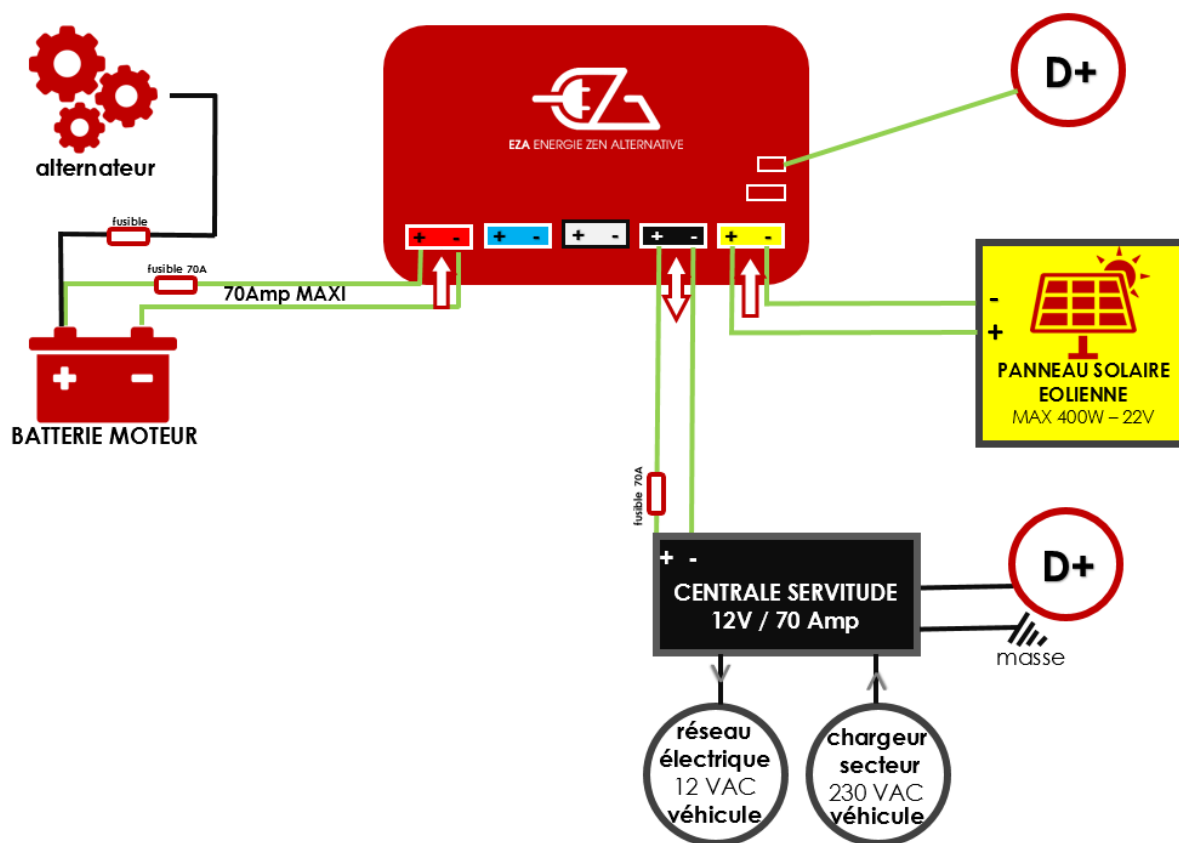 D+
EZA ENERGIE ZEN ALTERNATIVE
alternateur
fusible
+ - + - + - + - + -
fusible 70A
70Amp MAXI
+ -
BATTERIE MOTEUR
-
+
PANNEAU SOLAIRE
EOLIENNE
MAX 400W – 22V
fusible 70A
+ -
CENTRALE SERVITUDE
12V / 70 Amp
D+
masse
réseau
électrique
12 VAC
véhicule
chargeur
secteur
230 VAC
véhicule